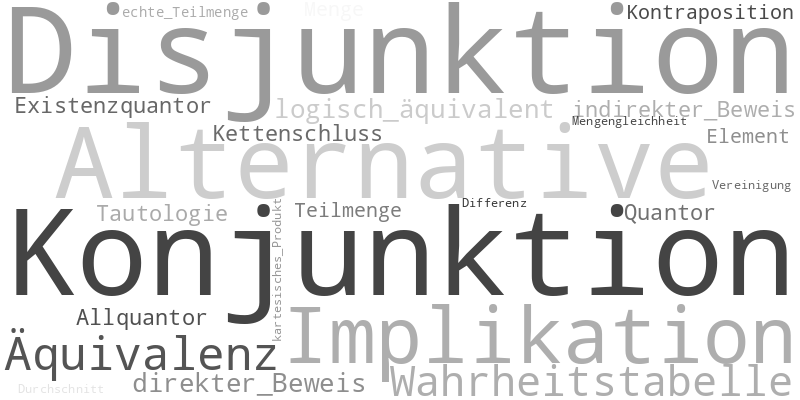 echte_Teilmenge
Menge
Kontraposition
Disjunktion
Existenzquantor
logisch_äquivalent
indirekter_Beweis
Mengengleichheit
Kettenschluss
Element
Alternative
Vereinigung
Differenz
Tautologie
kartesisches_Produkt
Teilmenge
Quantor
Konjunktion
Allquantor
Implikation
Äquivalenz
Durchschnitt
direkter_Beweis
Wahrheitstabelle